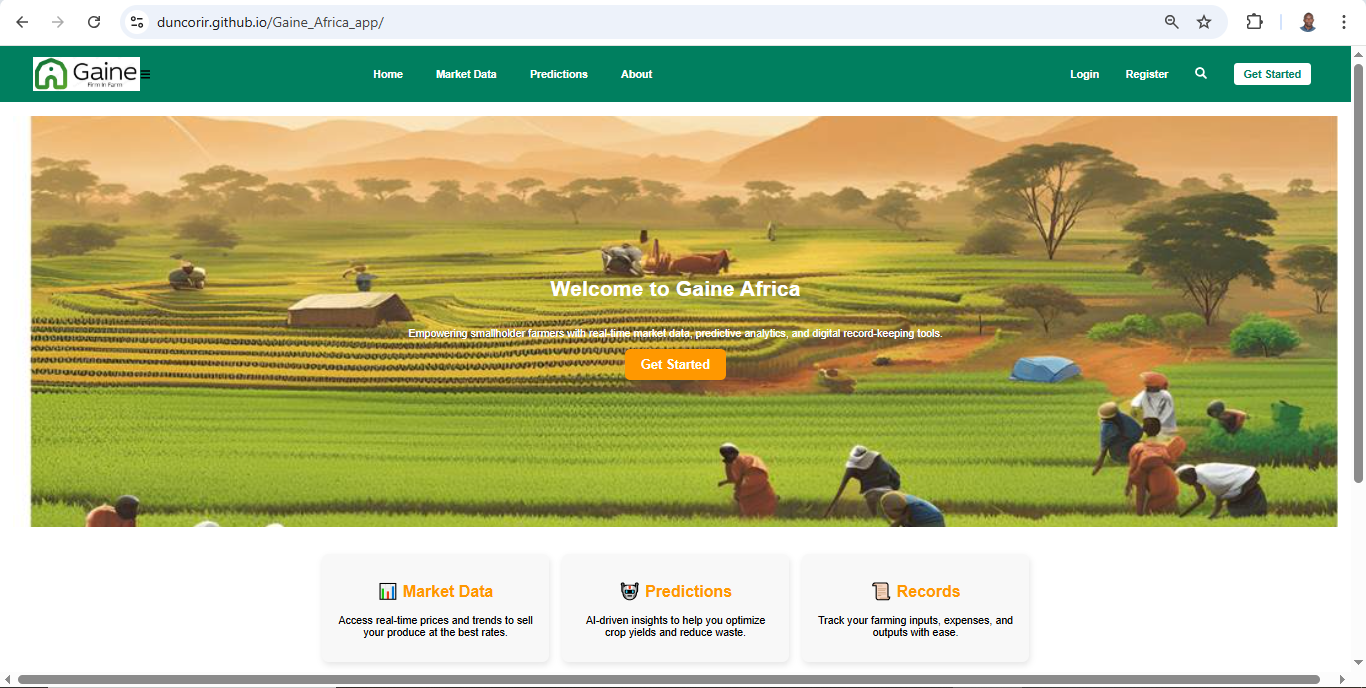 duncorir.github.io/Gaine_Africa_app/
Gaine
Firm in Farm
Home
Market Data
Predictions
About
Login
Register
Get Started
Welcome to Gaine Africa
Empowering smallholder farmers with real-time market data, predictive analytics, and digital record-keeping tools.
Get Started
Market Data
Access real-time prices and trends to sell
your produce at the best rates.
Predictions
AI-driven insights to help you optimize
crop yields and reduce waste.
Records
Track your farming inputs, expenses, and
outputs with ease.